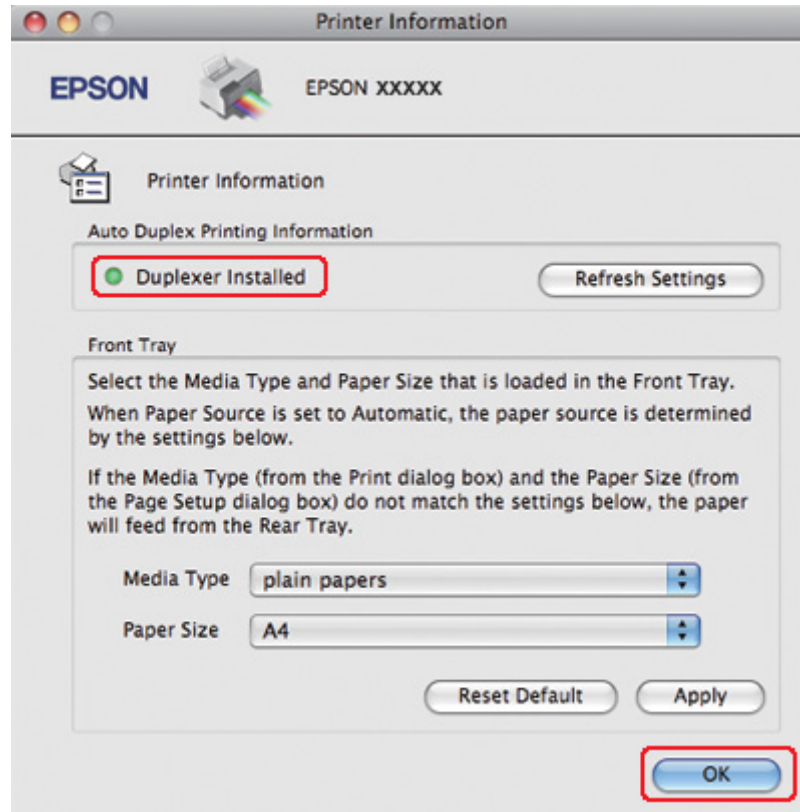 Printer Information
EPSON
EPSON XXXXX
Printer Information
Auto Duplex Printing Information
Duplexer Installed
Refresh Settings
Front Tray
Select the Media Type and Paper Size that is loaded in the Front Tray.
When Paper Source is set to Automatic, the paper source is determined
by the settings below.
If the Media Type (from the Print dialog box) and the Paper Size (from
the Page Setup dialog box) do not match the settings below, the paper
will feed from the Rear Tray.
Media Type plain papers
Paper Size A4
Reset Default Apply
OK